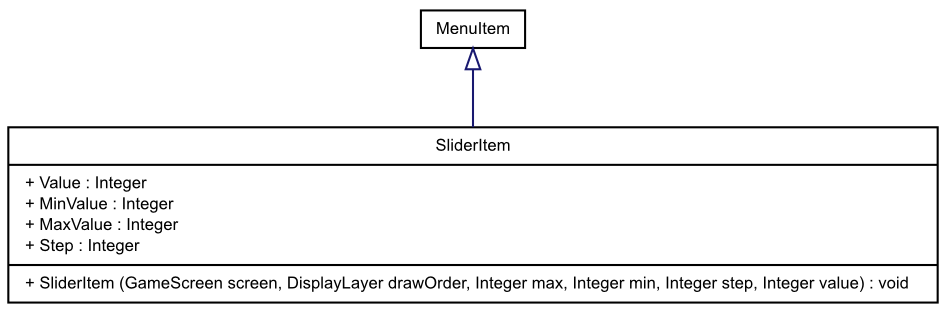 MenuItem
SliderItem
+ Value : Integer
+ MinValue : Integer
+ MaxValue : Integer
+ Step : Integer
+ SliderItem (GameScreen screen, DisplayLayer drawOrder, Integer max, Integer min, Integer step, Integer value) : void